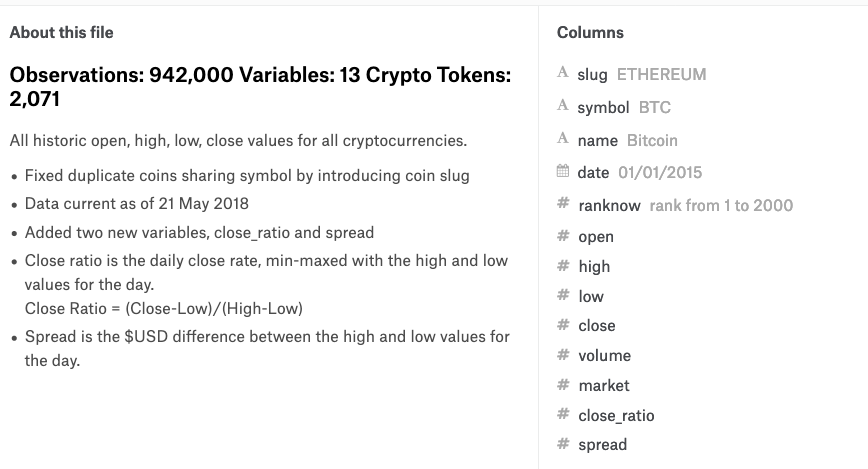 About this file
Observations: 942,000 Variables: 13 Crypto Tokens:
2,071
All historic open, high, low, close values for all cryptocurrencies.
• Fixed duplicate coins sharing symbol by introducing coin slug
• Data current as of 21 May 2018
• Added two new variables, close_ratio and spread
• Close ratio is the daily close rate, min-maxed with the high and low
values for the day.
Close Ratio = (Close-Low)/(High-Low)
• Spread is the $USD difference between the high and low values for
the day.
Columns
A slug ETHEREUM
A symbol BTC
A name Bitcoin
date 01/01/2015
# ranknow rank from 1 to 2000
# open
# high
# low
# close
# volume
# market
# close_ratio
# spread